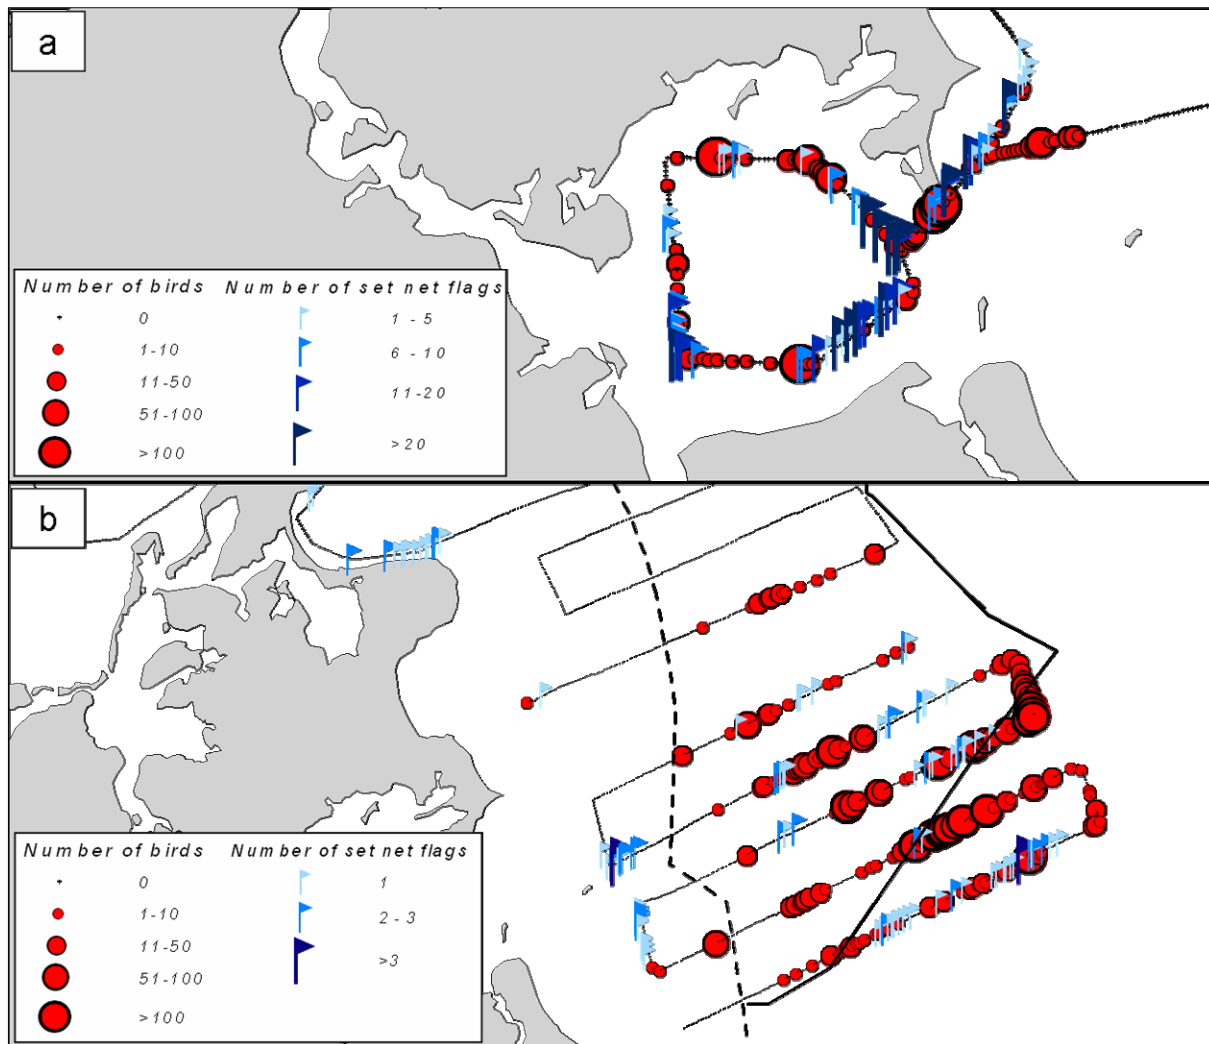 a
Number of birds Number of set net flags
0 1 - 5
1-10 6 - 10
11-50 11-20
51-100 >20
>100
b
Number of birds Number of set net flags
0 1
1-10 2 - 3
11-50 >3
51-100
>100